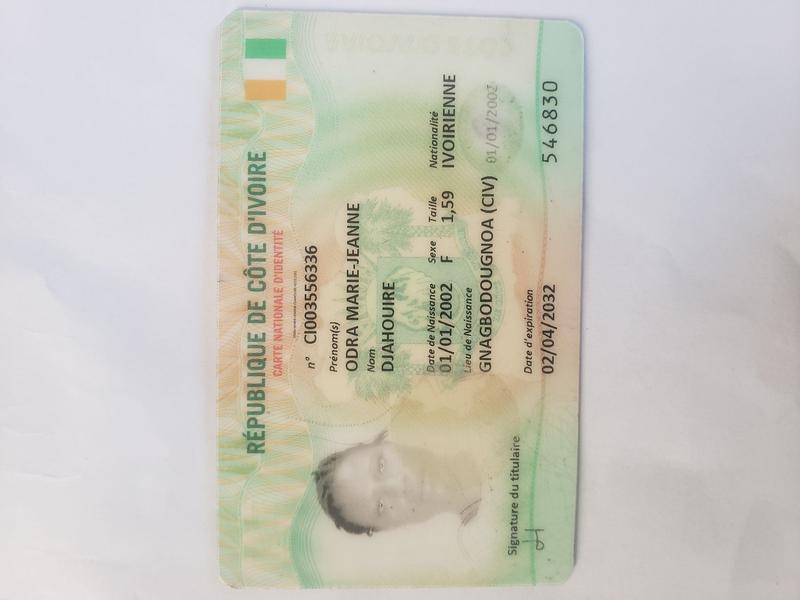 RÉPUBLIQUE DE CÔTE D'IVOIRE
CARTE NATIONALE D'IDENTITÉ
n° CI003556336
Prénom(s)
ODRA MARIE-JEANNE
Nom
DJAHOUIRE
Date de Naissance Sexe Taille Nationalité
01/01/2002 F 1,59 IVOIRIENNE
Lieu de Naissance
GNAGBODOUGNOA (CIV) 01/01/2002
Date d'expiration
02/04/2032
546830
Signature du titulaire